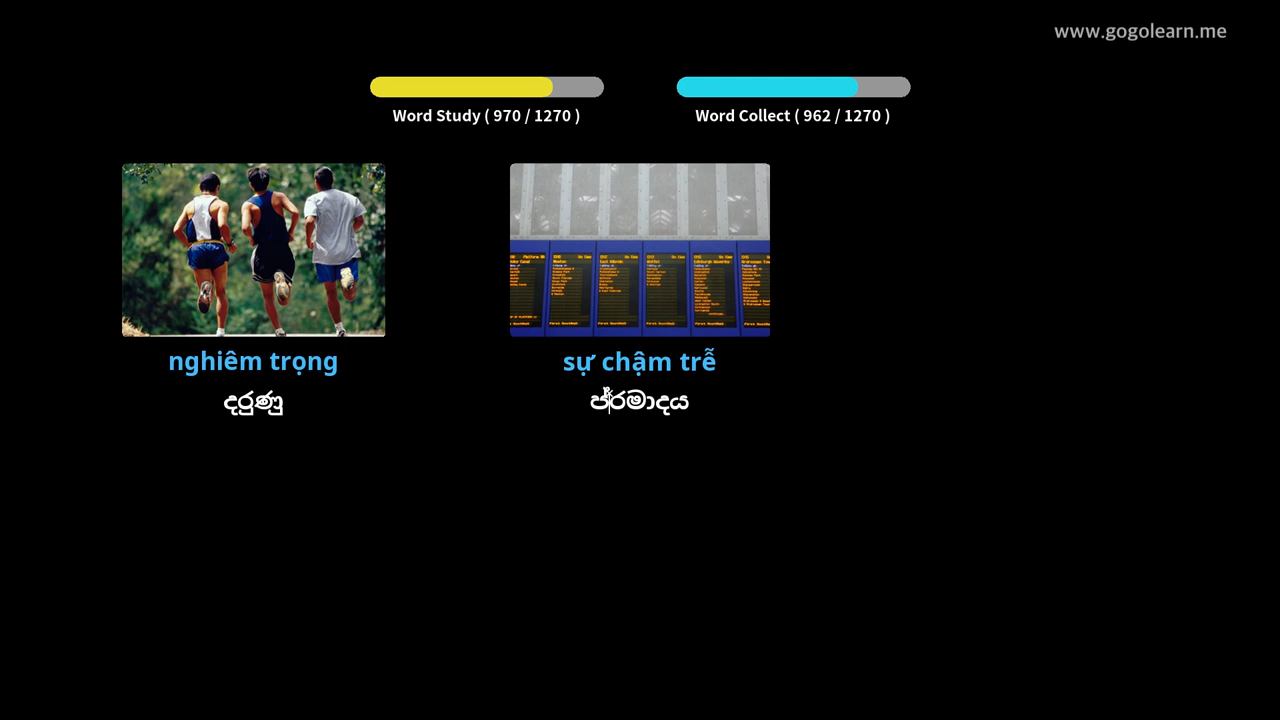 www.gogolearn.me
Word Study ( 970 / 1270 )
Word Collect ( 962 / 1270 )
nghiêm trọng
sự chậm trễ
දරුණු
ප්‍රමාදය